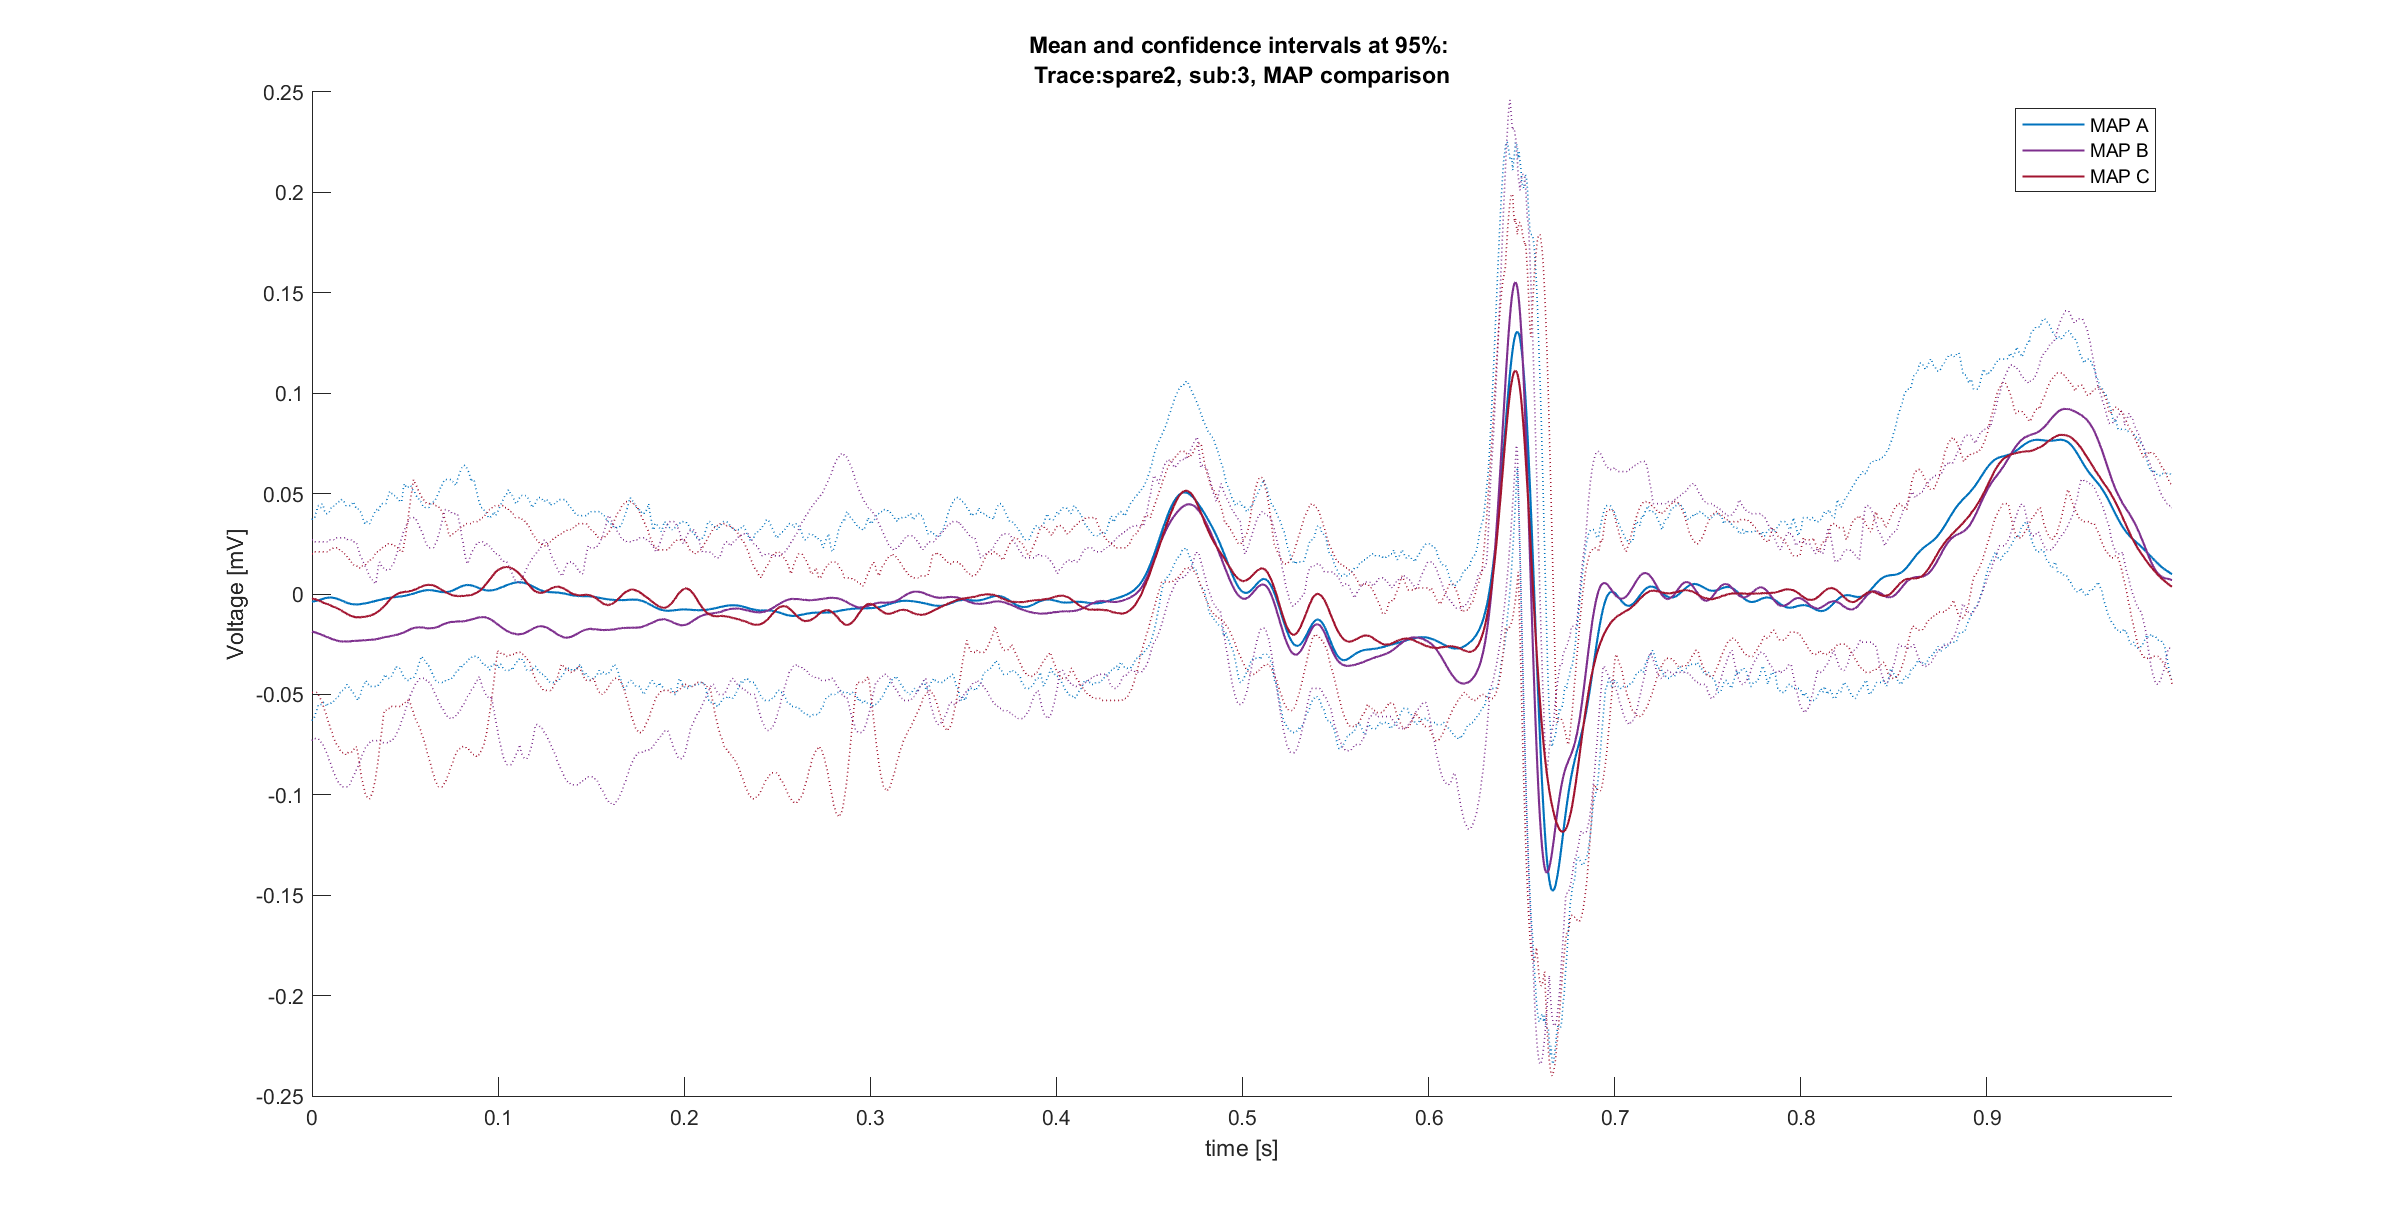 Mean and confidence intervals at 95%:
Trace:spare2, sub:3, MAP comparison
0.25
0.2
0.15
0.1
0.05
0
-0.05
-0.1
-0.15
-0.2
-0.25
Voltage [mV]
MAP A
MAP B
MAP C
0 0.1 0.2 0.3 0.4 0.5 0.6 0.7 0.8 0.9
time [s]